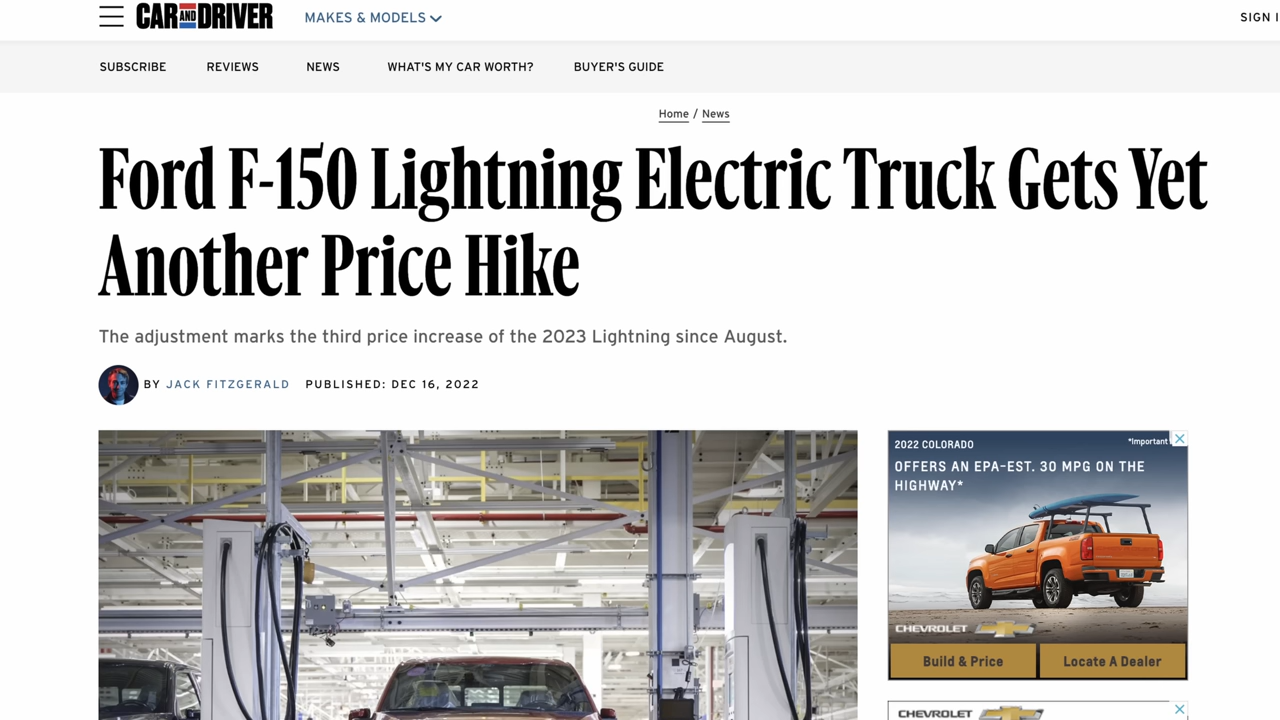 CAR AND DRIVER
MAKES & MODELS
SIGN I
SUBSCRIBE
REVIEWS
NEWS
WHAT'S MY CAR WORTH?
BUYER'S GUIDE
Home / News
Ford F-150 Lightning Electric Truck Gets Yet
Another Price Hike
The adjustment marks the third price increase of the 2023 Lightning since August.
BY JACK FITZGERALD PUBLISHED: DEC 16, 2022
2022 COLORADO
*Important
OFFERS AN EPA-EST. 30 MPG ON THE
HIGHWAY*
CHEVROLET
Build & Price
Locate A Dealer
CHEVROLET